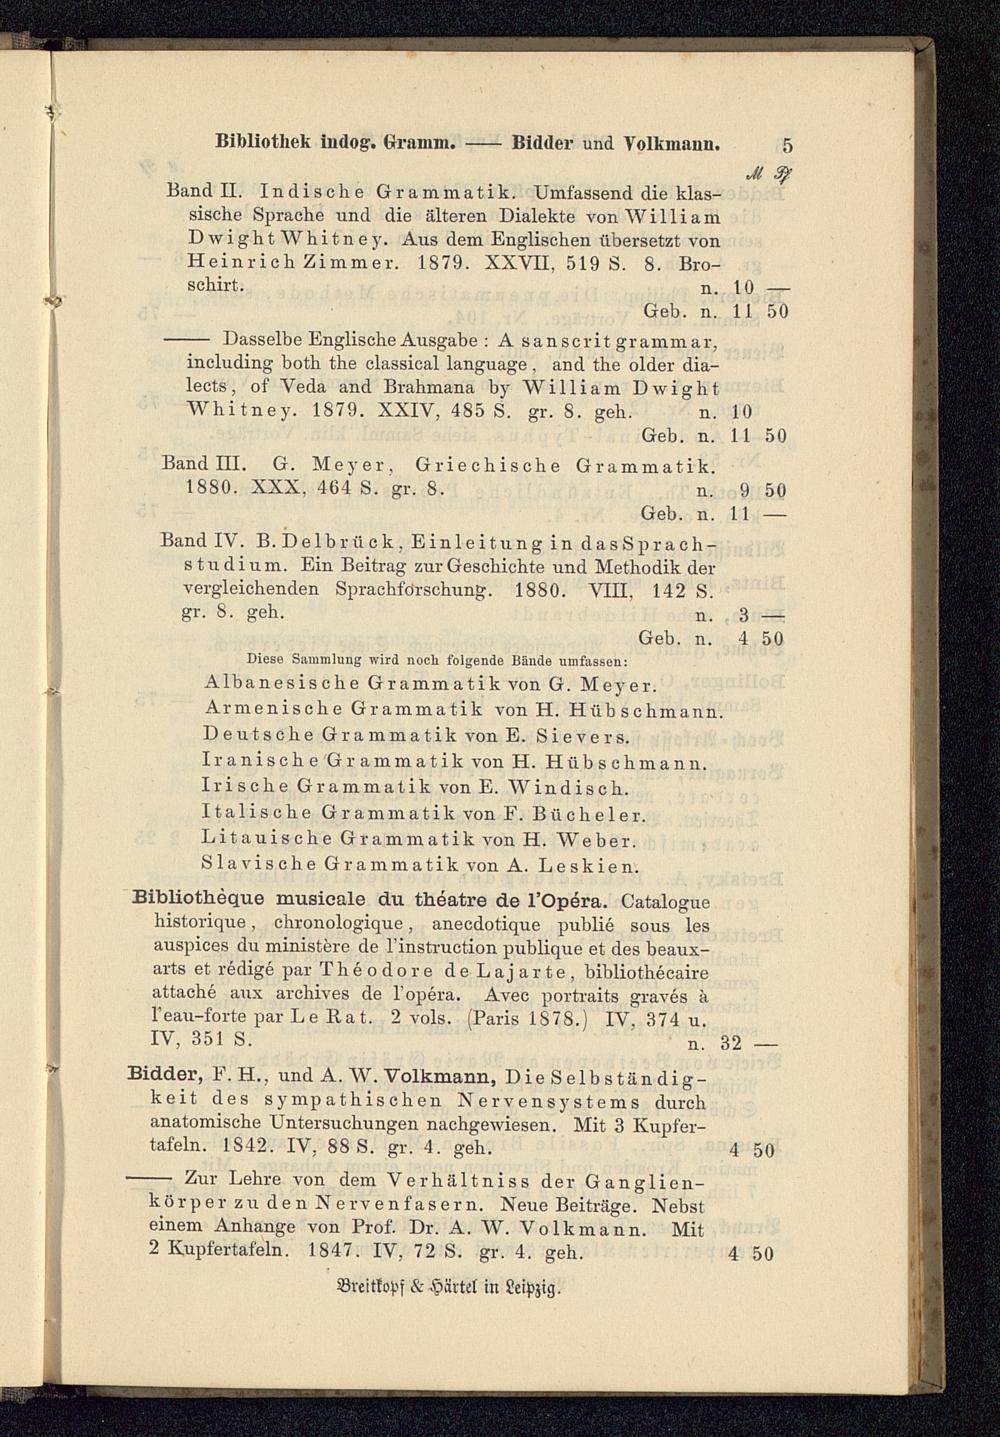 Bibliothek indog. Gramm. —— Bidder und Volkmann. 5
ℳ ₰
Band II. Indische Grammatik. Umfassend die klas-
sische Sprache und die älteren Dialekte von William
Dwight Whitney. Aus dem Englischen übersetzt von
Heinrich Zimmer. 1879. XXVII, 519 S. 8. Bro-
schirt. n. 10 —
Geb. n. 11 50
—— Dasselbe Englische Ausgabe: A sanscrit grammar,
including both the classical language, and the older dia-
lects, of Veda and Brahmana by William Dwight
Whitney. 1879. XXIV, 485 S. gr. 8. geh. n. 10
Geb. n. 11 50
Band III. G. Meyer, Griechische Grammatik.
1880. XXX, 464 S. gr. 8. n. 9 50
Geb. n. 11 —
Band IV. B. Delbrück, Einleitung in das Sprach-
studium. Ein Beitrag zur Geschichte und Methodik der
vergleichenden Sprachforschung. 1880. VIII, 142 S.
gr. 8. geh. n. 3 —
Geb. n. 4 50
Diese Sammlung wird noch folgende Bände umfassen:
Albanesische Grammatik von G. Meyer.
Armenische Grammatik von H. Hübschmann.
Deutsche Grammatik von E. Sievers.
Iranische Grammatik von H. Hübschmann.
Irische Grammatik von E. Windisch.
Italische Grammatik von F. Bücheler.
Litauische Grammatik von H. Weber.
Slavische Grammatik von A. Leskien.
Bibliothèque musicale du théatre de l'Opéra. Catalogue
historique, chronologique, anecdotique publié sous les
auspices du ministère de l'instruction publique et des beaux-
arts et rédigé par Théodore de Lajarte, bibliothécaire
attaché aux archives de l'opéra. Avec portraits gravés à
l'eau-forte par Le Rat. 2 vols. (Paris 1878.) IV, 374 u.
IV, 351 S. n. 32 —
Bidder, F. H., und A. W. Volkmann, Die Selbständig-
keit des sympathischen Nervensystems durch
anatomische Untersuchungen nachgewiesen. Mit 3 Kupfer-
tafeln. 1842. IV, 88 S. gr. 4. geh. 4 50
—— Zur Lehre von dem Verhältniss der Ganglien-
körper zu den Nervenfasern. Neue Beiträge. Nebst
einem Anhange von Prof. Dr. A. W. Volkmann. Mit
2 Kupfertafeln. 1847. IV, 72 S. gr. 4. geh. 4 50
Breitkopf & Härtel in Leipzig.